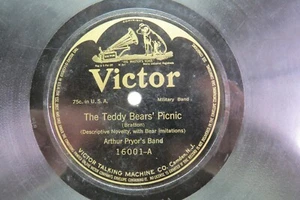 Victor
75c. in U.S.A.
Military Band
The Teddy Bears' Picnic
(Bratton)
(Descriptive Novelty, with Bear Imitations)
Arthur Pryor's Band
16001-A
VICTOR TALKING MACHINE CO. Camden, N.J.